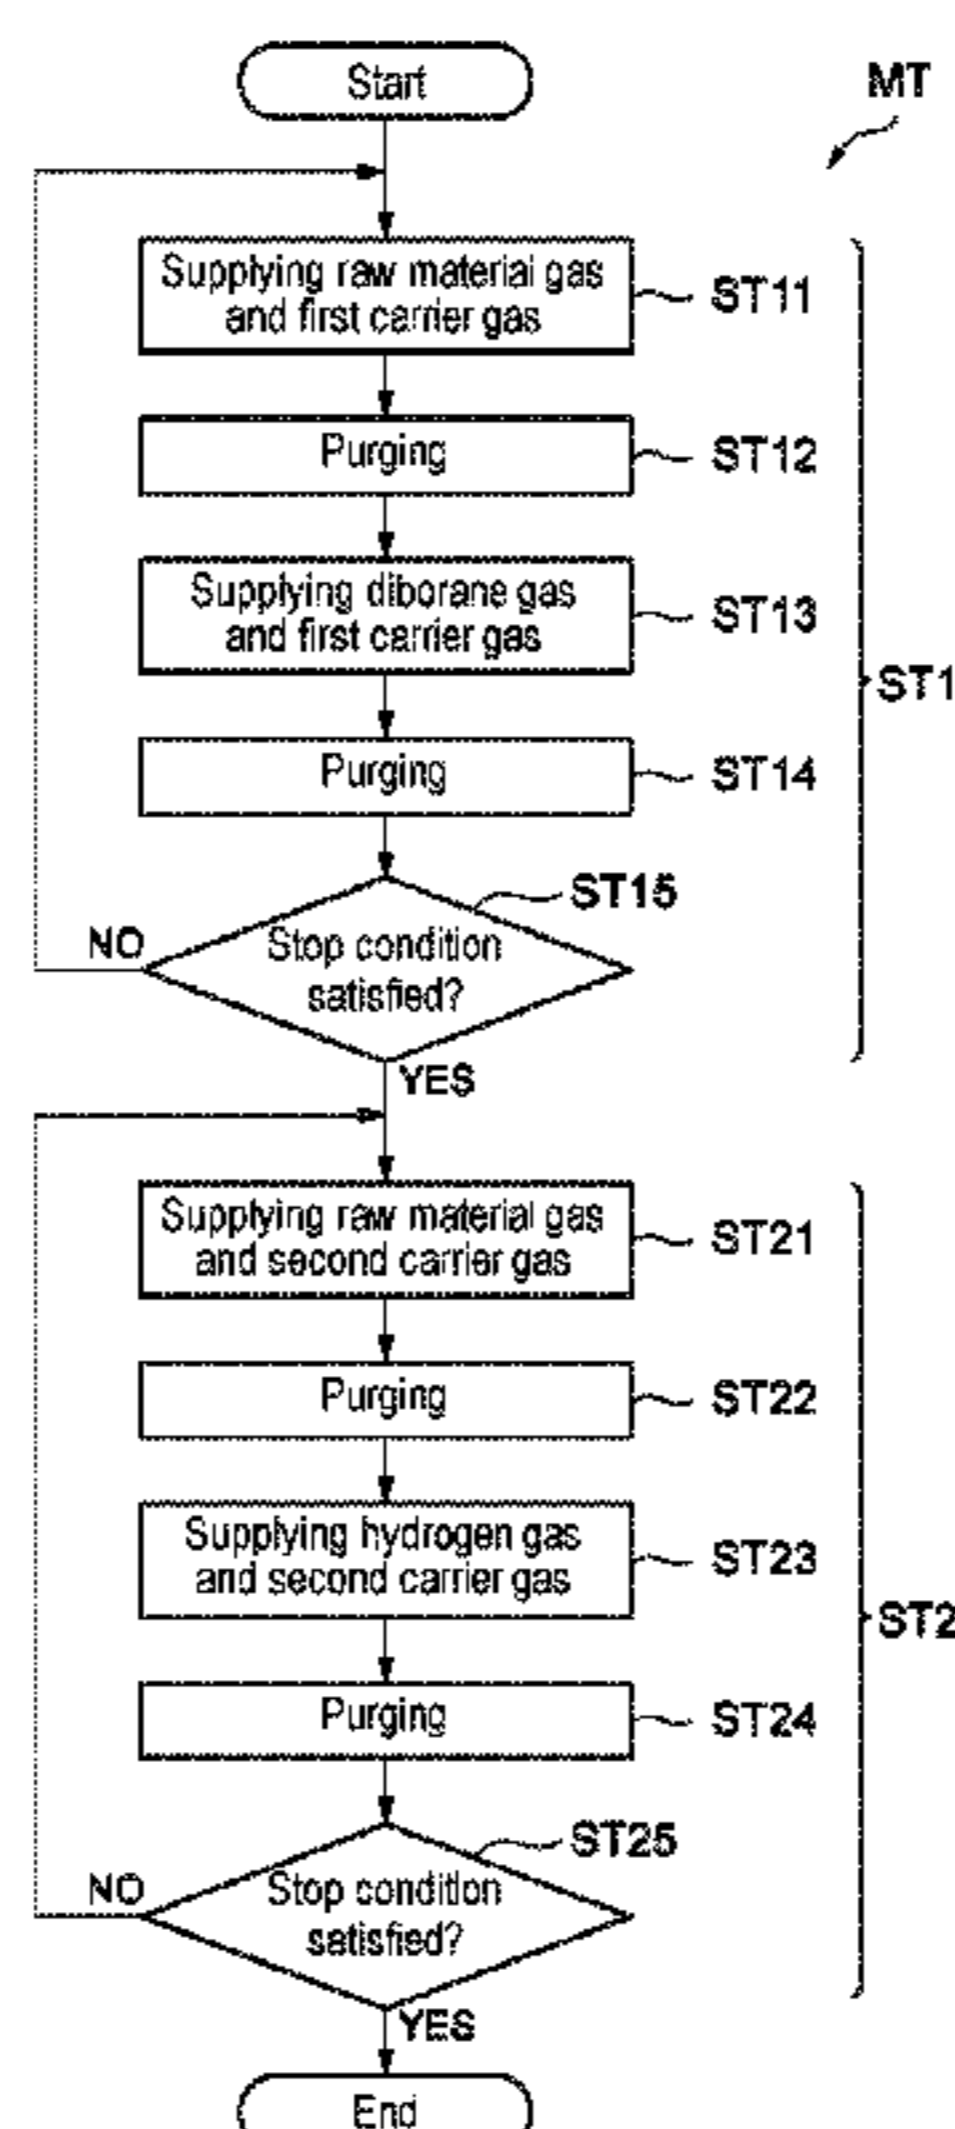 Start
MT
Supplying raw material gas
and first carrier gas
ST11
Purging
ST12
Supplying diborane gas
and first carrier gas
ST13
ST1
Purging
ST14
ST15
NO
Stop condition
satisfied?
YES
Supplying raw material gas
and second carrier gas
ST21
Purging
ST22
Supplying hydrogen gas
and second carrier gas
ST23
ST2
Purging
ST24
ST25
NO
Stop condition
satisfied?
YES
End